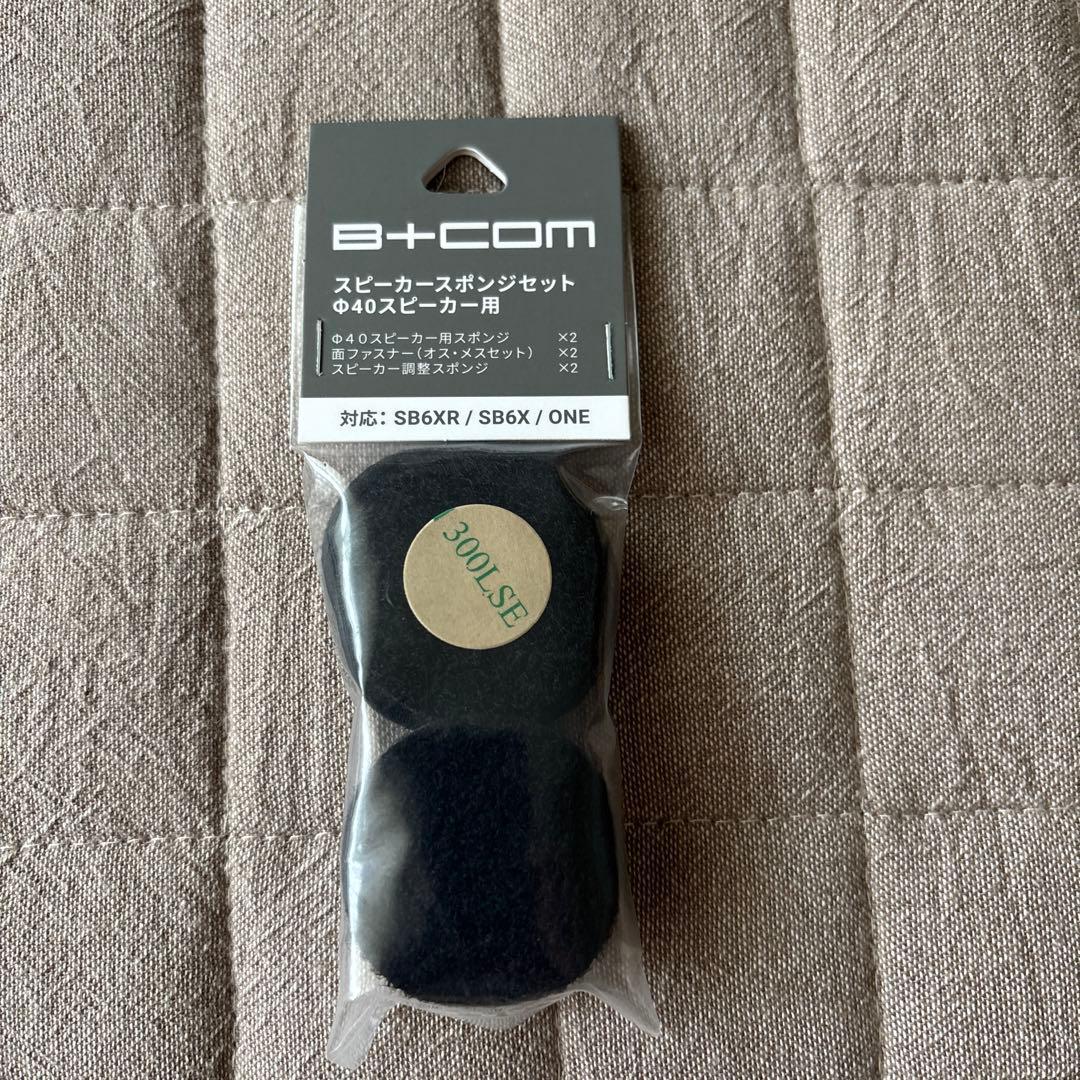 B+COM
スピーカースポンジセット
Φ40スピーカー用
Φ40スピーカー用スポンジ ×2
面ファスナー（オス・メスセット） ×2
スピーカー調整スポンジ ×2
対応：SB6XR / SB6X / ONE
300LSE